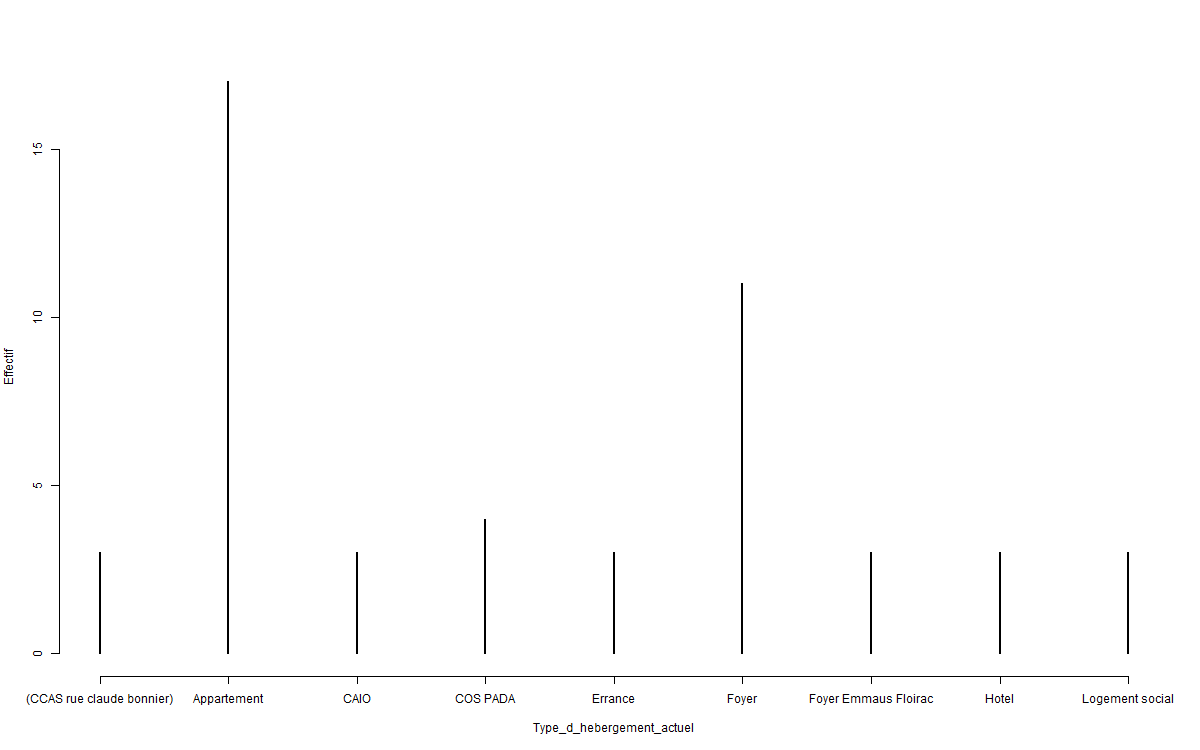 15
10
5
0
Effectif
(CCAS rue claude bonnier) Appartement CAIO COS PADA Errance Foyer Foyer Emmaus Floirac Hotel Logement social
Type_d_hebergement_actuel